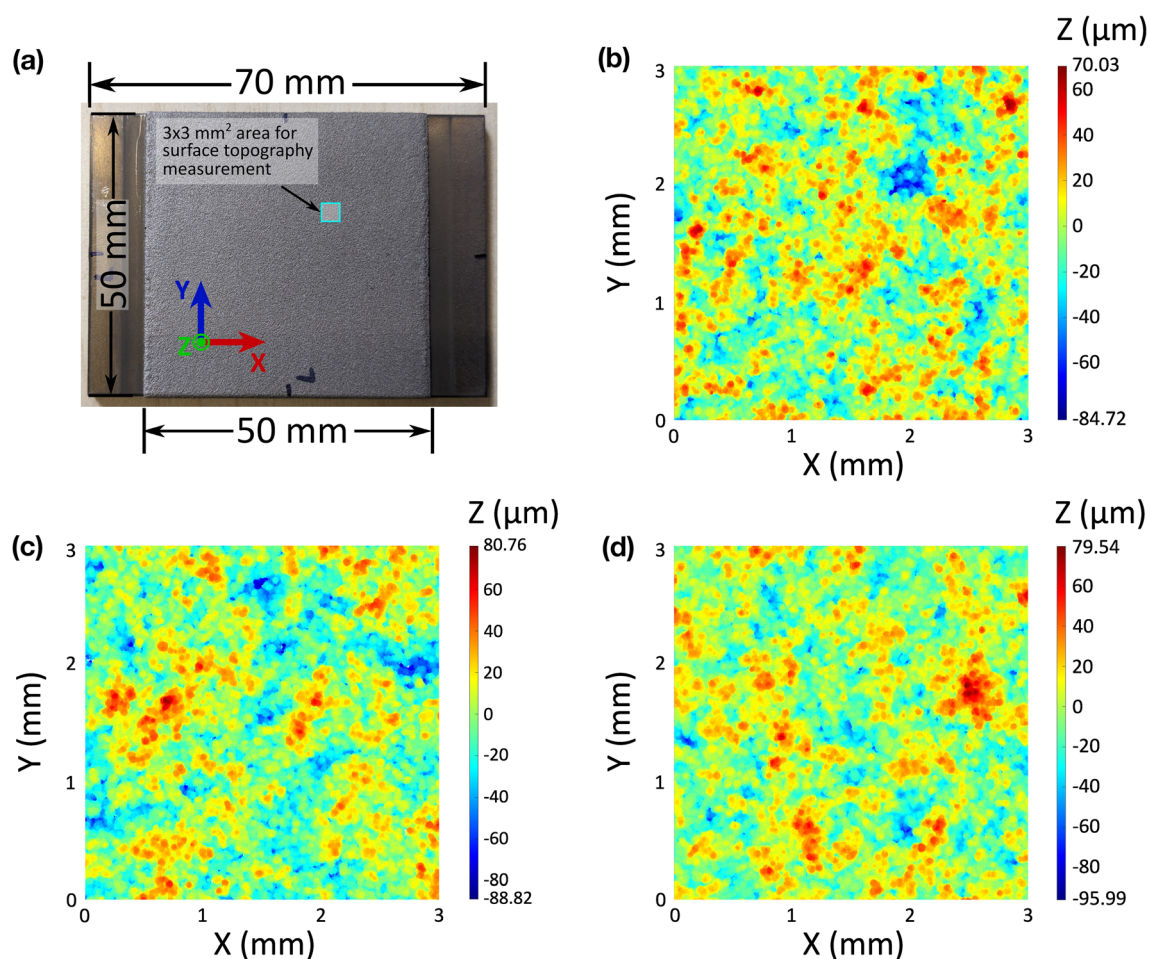 (a)
70 mm
3x3 mm² area for
surface topography
measurement
50 mm
Y
Z
X
50 mm
(b)
Z (µm)
70.03
60
40
20
0
-20
-40
-60
-84.72
3
2
1
0
Y (mm)
0 1 2 3
X (mm)
(c)
Z (µm)
80.76
60
40
20
0
-20
-40
-60
-80
-88.82
3
2
1
0
Y (mm)
0 1 2 3
X (mm)
(d)
Z (µm)
79.54
60
40
20
0
-20
-40
-60
-80
-95.99
3
2
1
0
Y (mm)
0 1 2 3
X (mm)